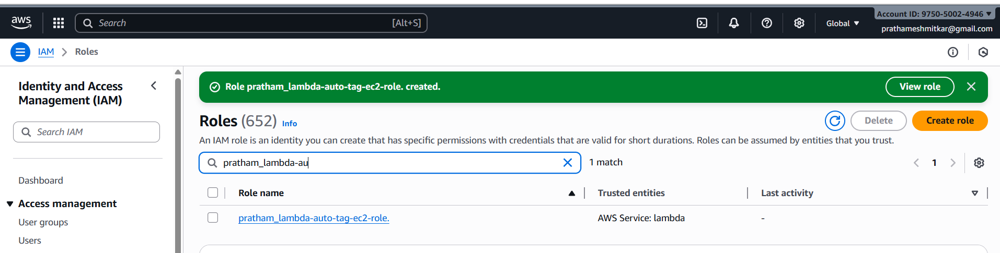 aws
Search
[Alt+S]
Global
Account ID: 9750-5002-4946
prathameshmitkar@gmail.com
IAM
Roles
Identity and Access
Management (IAM)
Search IAM
Dashboard
Access management
User groups
Users
Role pratham_lambda-auto-tag-ec2-role. created.
View role
Roles (652) Info
Delete
Create role
An IAM role is an identity you can create that has specific permissions with credentials that are valid for short durations. Roles can be assumed by entities that you trust.
pratham_lambda-au
1 match
1
Role name
Trusted entities
Last activity
pratham_lambda-auto-tag-ec2-role.
AWS Service: lambda
-